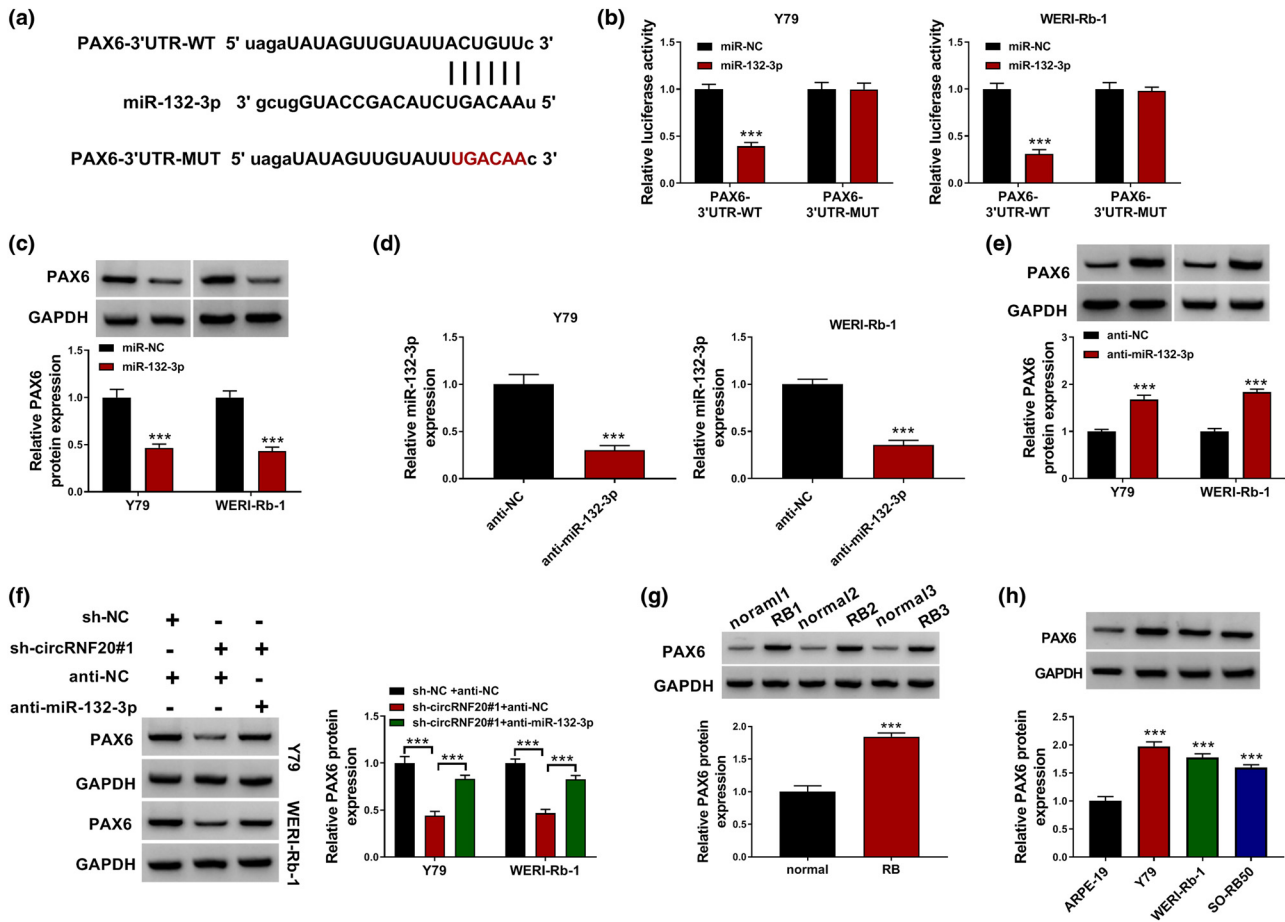 (a)
PAX6-3'UTR-WT 5' uagaUAUAGUUGUAUUACUGUUc 3'
miR-132-3p 3' gcugGUACCGACAUCUGACAAu 5'
PAX6-3'UTR-MUT 5' uagaUAUAGUUGUAUUUGACAAc 3'
(b)
Y79
Relative luciferase activity
1.5
1.0
0.5
0.0
miR-NC
miR-132-3p
***
PAX6-
3'UTR-WT
PAX6-
3'UTR-MUT
WERI-Rb-1
Relative luciferase activity
1.5
1.0
0.5
0.0
miR-NC
miR-132-3p
***
PAX6-
3'UTR-WT
PAX6-
3'UTR-MUT
(c)
PAX6
GAPDH
Relative PAX6
protein expression
1.5
1.0
0.5
0.0
miR-NC
miR-132-3p
***
***
Y79
WERI-Rb-1
(d)
Y79
Relative miR-132-3p
expression
1.5
1.0
0.5
0.0
***
anti-NC
anti-miR-132-3p
WERI-Rb-1
Relative miR-132-3p
expression
1.5
1.0
0.5
0.0
***
anti-NC
anti-miR-132-3p
(e)
PAX6
GAPDH
anti-NC
anti-miR-132-3p
Relative PAX6
protein expression
3
2
1
0
***
***
Y79
WERI-Rb-1
(f)
sh-NC + - -
sh-circRNF20#1 - + +
anti-NC + + -
anti-miR-132-3p - - +
PAX6
GAPDH
Y79
PAX6
GAPDH
WERI-Rb-1
sh-NC +anti-NC
sh-circRNF20#1+anti-NC
sh-circRNF20#1+anti-miR-132-3p
Relative PAX6 protein
expression
1.5
1.0
0.5
0.0
*** ***
*** ***
Y79
WERI-Rb-1
(g)
noraml1 RB1 normal2 RB2 normal3 RB3
PAX6
GAPDH
Relative PAX6 protein
expression
2.0
1.5
1.0
0.5
0.0
***
normal
RB
(h)
PAX6
GAPDH
Relative PAX6 protein
expression
2.5
2.0
1.5
1.0
0.5
0.0
***
***
***
ARPE-19
Y79
WERI-Rb-1
SO-RB50